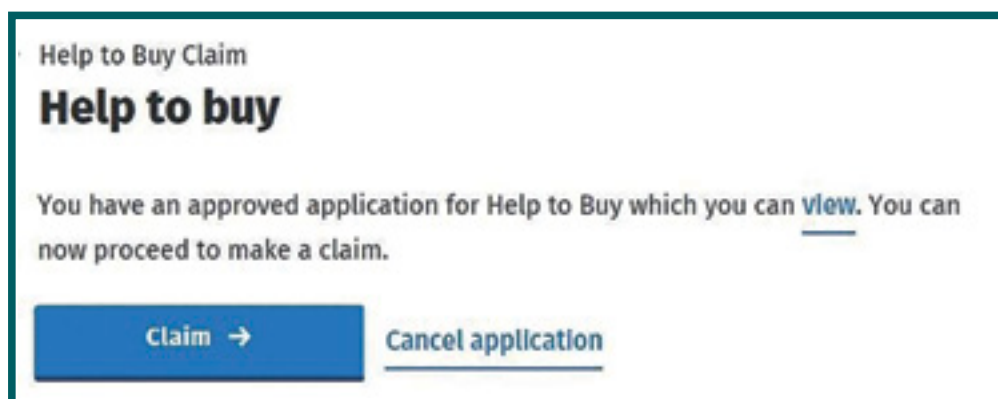 Help to Buy Claim
Help to buy
You have an approved application for Help to Buy which you can view. You can
now proceed to make a claim.
Claim → Cancel application